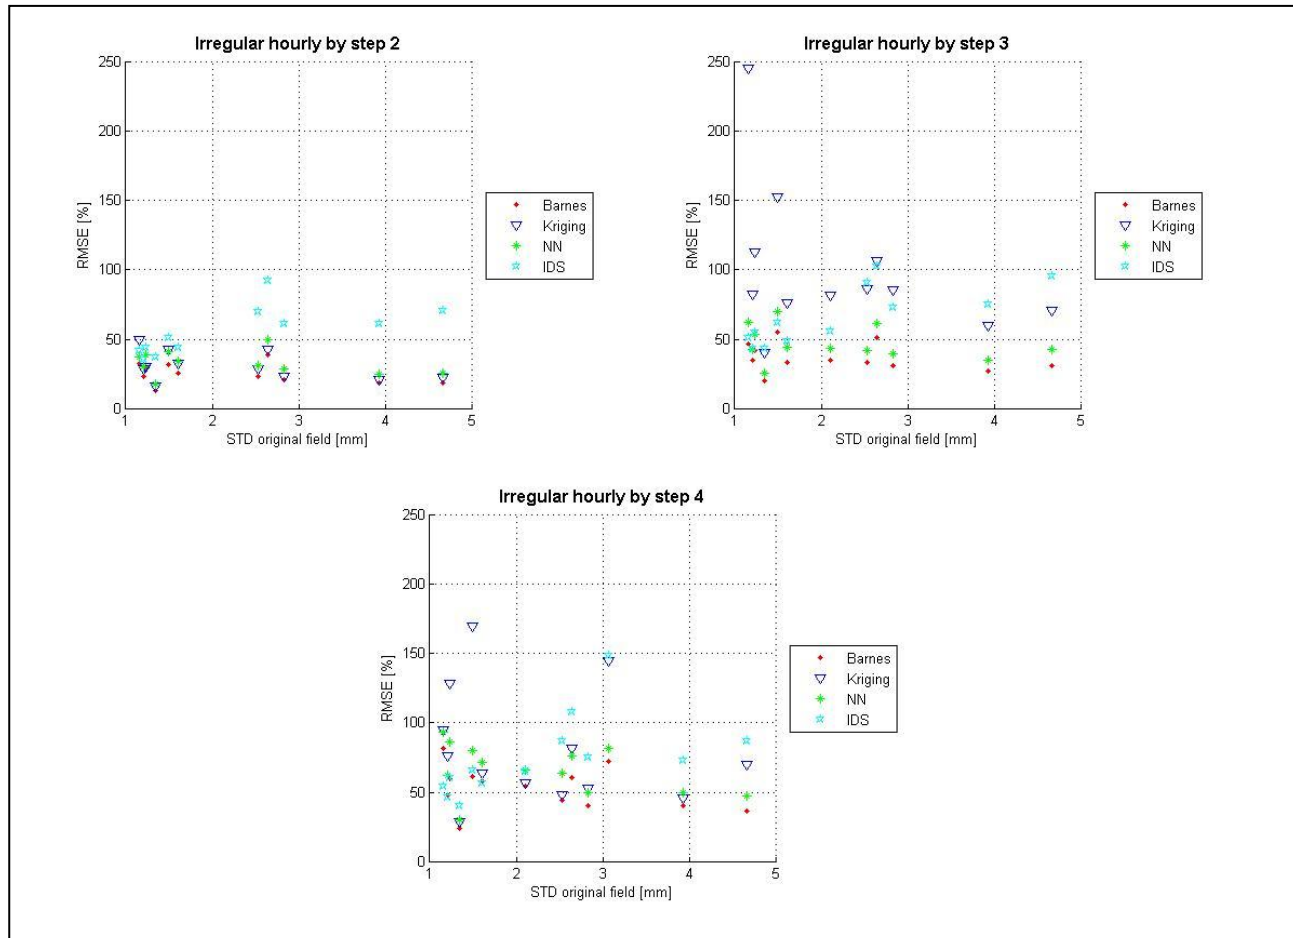 Irregular hourly by step 2
250
200
150
100
50
0
RMSE [%]
1 2 3 4 5
STD original field [mm]
Barnes
Kriging
NN
IDS
Irregular hourly by step 3
250
200
150
100
50
0
RMSE [%]
1 2 3 4 5
STD original field [mm]
Barnes
Kriging
NN
IDS
Irregular hourly by step 4
250
200
150
100
50
0
RMSE [%]
1 2 3 4 5
STD original field [mm]
Barnes
Kriging
NN
IDS